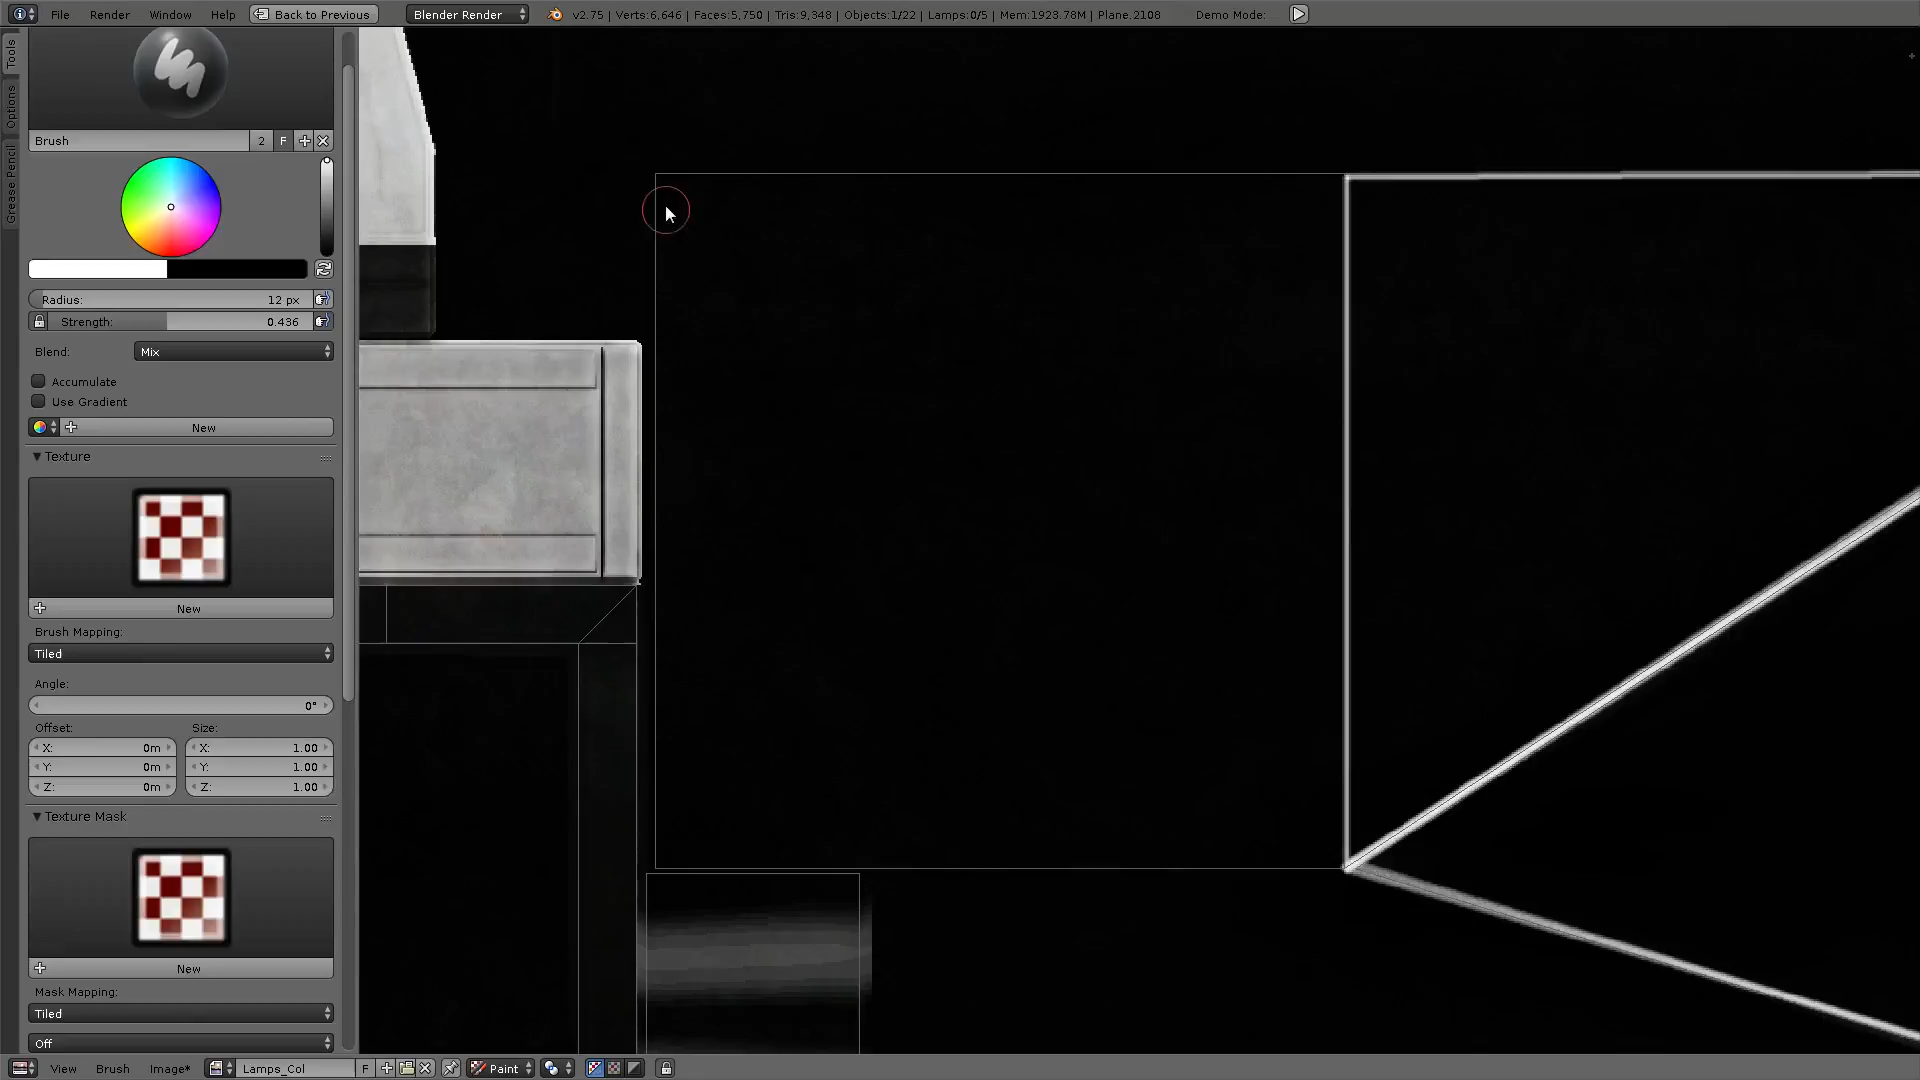 File Render Window Help Back to Previous Blender Render v2.75 | Verts:6,646 | Faces:5,750 | Tris:9,348 | Objects:1/22 | Lamps:0/5 | Mem:1923.78M | Plane.2108 Demo Mode:
Tools
Options
Grease Pencil
Brush 2 F
Radius: 12 px
Strength: 0.436
Blend: Mix
Accumulate
Use Gradient
New
Texture
New
Brush Mapping:
Tiled
Angle:
0°
Offset: Size:
X: 0m X: 1.00
Y: 0m Y: 1.00
Z: 0m Z: 1.00
Texture Mask
New
Mask Mapping:
Tiled
Off
View Brush Image* Lamps_Col F Paint